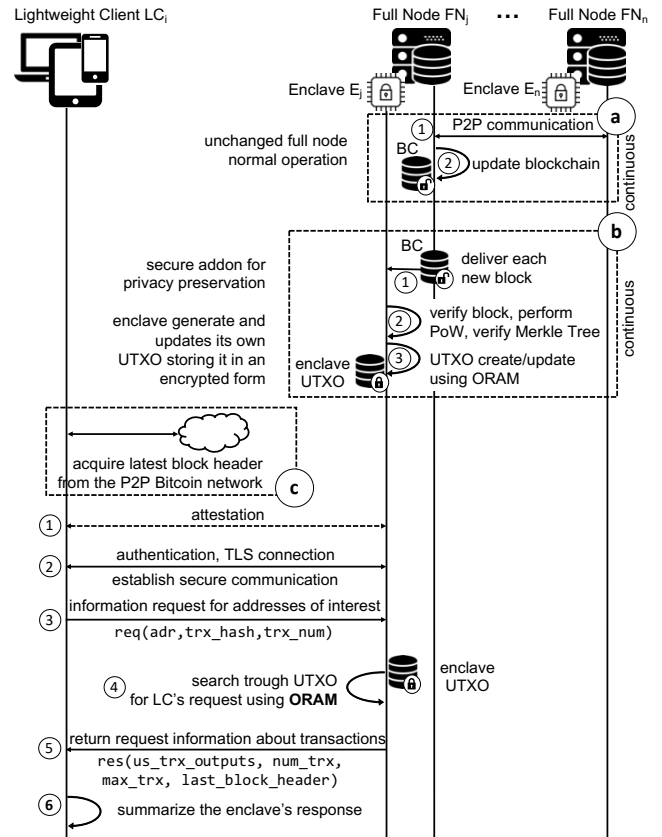 Lightweight Client LCi
Full Node FNj
...
Full Node FNn
Enclave Ej
Enclave En
a
unchanged full node
normal operation
1
P2P communication
BC
2
update blockchain
continuous
b
secure addon for
privacy preservation
BC
1
deliver each
new block
enclave generate and
updates its own
UTXO storing it in an
encrypted form
2
verify block, perform
PoW, verify Merkle Tree
enclave
UTXO
3
UTXO create/update
using ORAM
continuous
acquire latest block header
from the P2P Bitcoin network
c
1
attestation
2
authentication, TLS connection
establish secure communication
3
information request for addresses of interest
req(adr,trx_hash,trx_num)
4
search trough UTXO
for LC's request using ORAM
enclave
UTXO
5
return request information about transactions
res(us_trx_outputs, num_trx,
max_trx, last_block_header)
6
summarize the enclave's response